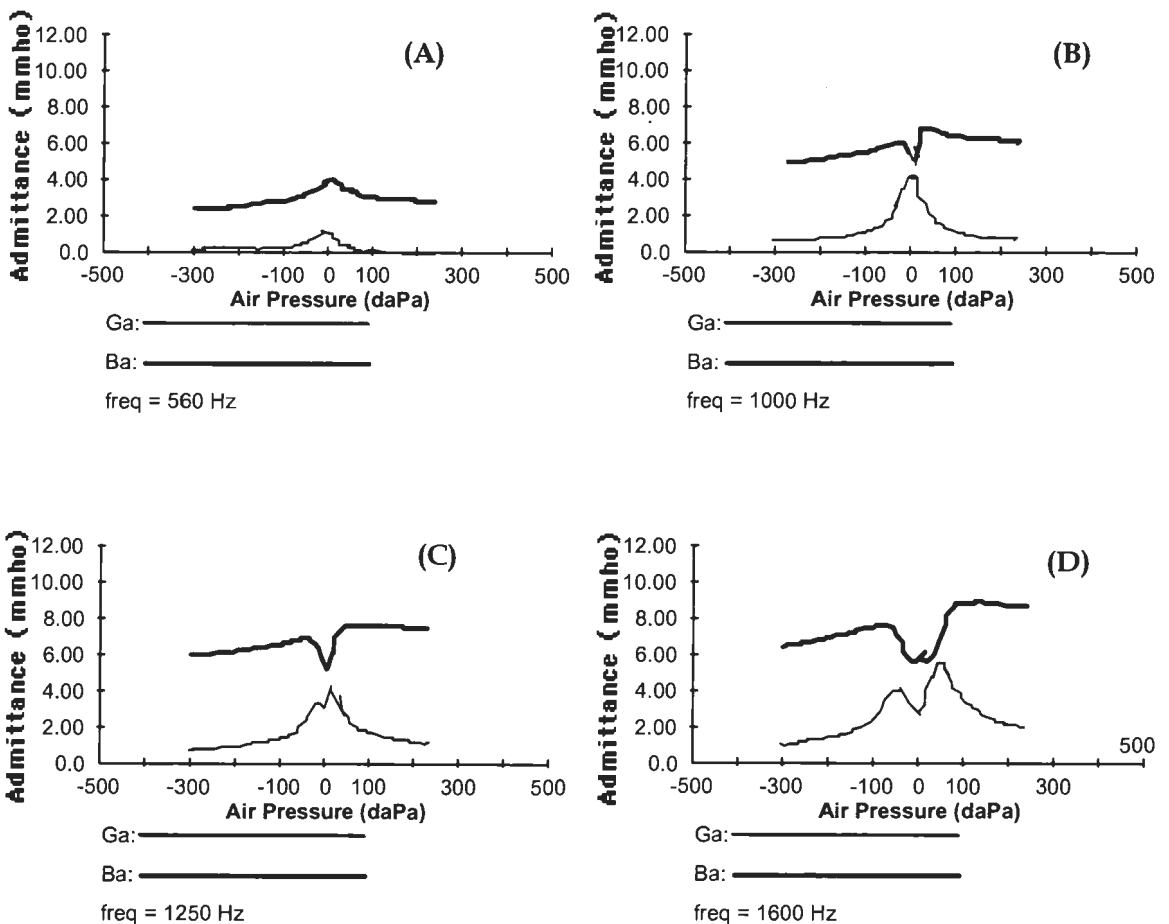 (A)
Admittance (mmho)
12.00
10.00
8.00
6.00
4.00
2.00
0.0
-500 -300 -100 0 100 300 500
Air Pressure (daPa)
Ga:
Ba:
freq = 560 Hz
(B)
Admittance (mmho)
12.00
10.00
8.00
6.00
4.00
2.00
0.0
-500 -300 -100 0 100 300 500
Air Pressure (daPa)
Ga:
Ba:
freq = 1000 Hz
(C)
Admittance (mmho)
12.00
10.00
8.00
6.00
4.00
2.00
0.0
-500 -300 -100 0 100 300 500
Air Pressure (daPa)
Ga:
Ba:
freq = 1250 Hz
(D)
Admittance (mmho)
12.00
10.00
8.00
6.00
4.00
2.00
0.0
500
-500 -300 -100 0 100 300
Air Pressure (daPa)
Ga:
Ba:
freq = 1600 Hz